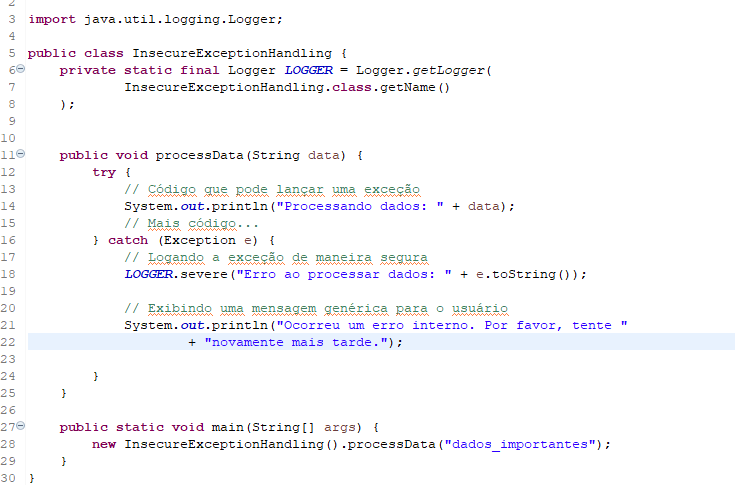 2
3 import java.util.logging.Logger;
4
5 public class InsecureExceptionHandling {
6     private static final Logger LOGGER = Logger.getLogger(
7             InsecureExceptionHandling.class.getName()
8     );
9
10
11     public void processData(String data) {
12         try {
13             // Código que pode lançar uma exceção
14             System.out.println("Processando dados: " + data);
15             // Mais código...
16         } catch (Exception e) {
17             // Logando a exceção de maneira segura
18             LOGGER.severe("Erro ao processar dados: " + e.toString());
19
20             // Exibindo uma mensagem genérica para o usuário
21             System.out.println("Ocorreu um erro interno. Por favor, tente "
22                     + "novamente mais tarde.");
23
24         }
25     }
26
27     public static void main(String[] args) {
28         new InsecureExceptionHandling().processData("dados_importantes");
29     }
30 }